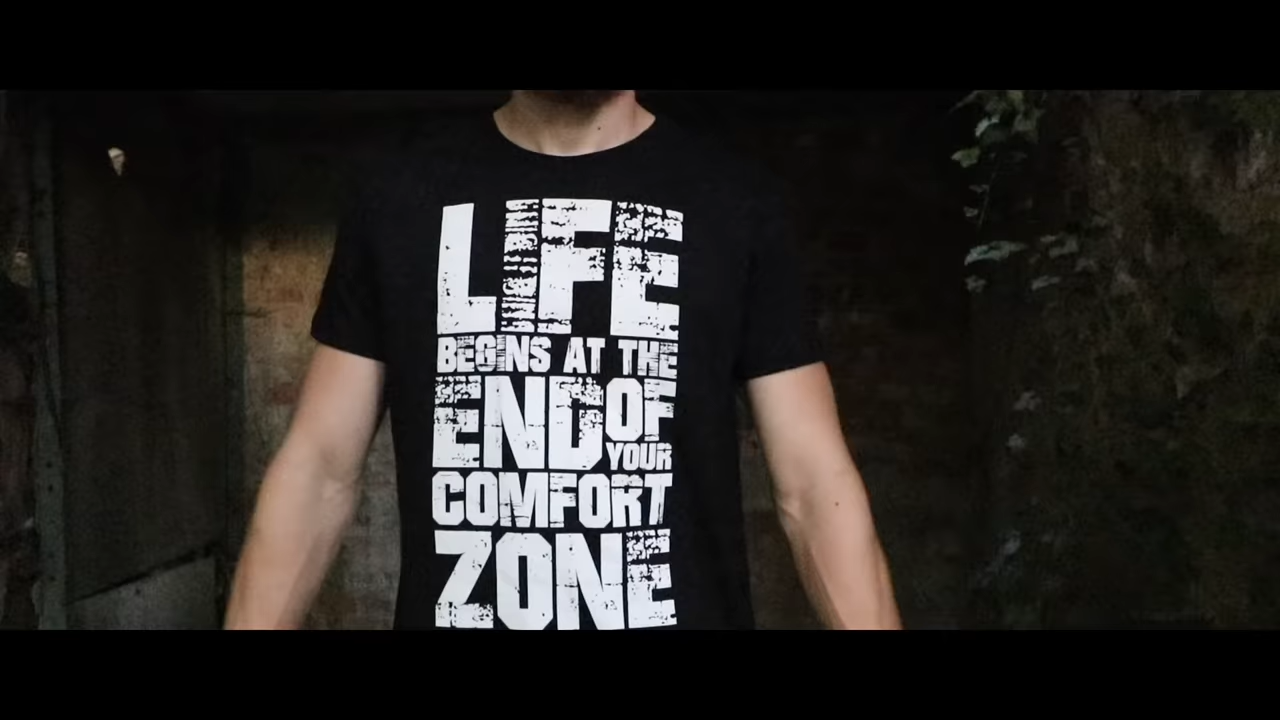 LIFE
BEGINS AT THE
END OF
YOUR
COMFORT
ZONE